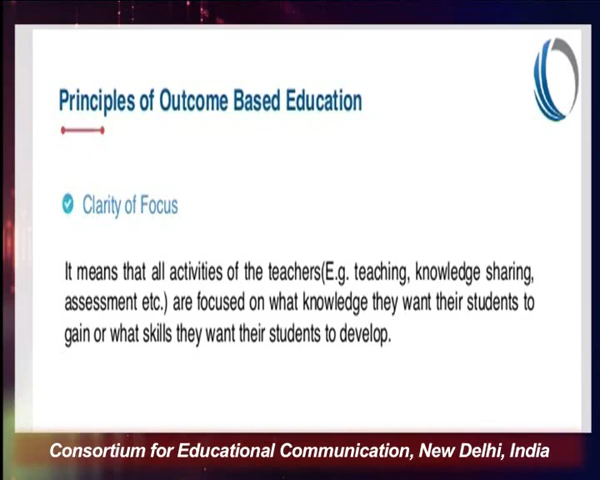 Principles of Outcome Based Education
Clarity of Focus
It means that all activities of the teachers(E.g. teaching, knowledge sharing,
assessment etc.) are focused on what knowledge they want their students to
gain or what skills they want their students to develop.
Consortium for Educational Communication, New Delhi, India